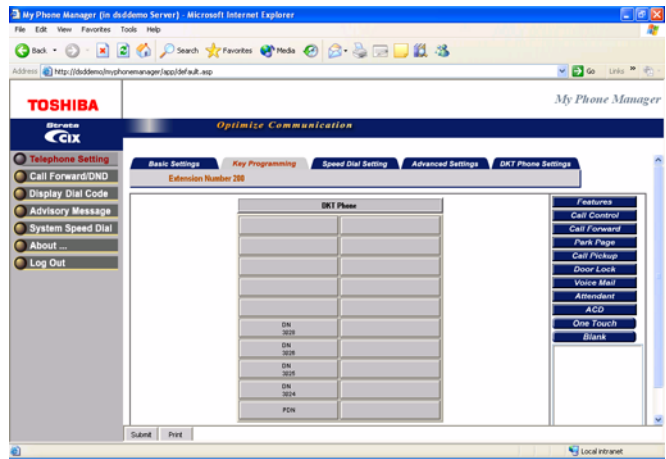 My Phone Manager (in dsddemo Server) - Microsoft Internet Explorer
File Edit View Favorites Tools Help
Back Search Favorites Media
Address http://dsddemo/myphonemanager/app/default.asp Go Links
TOSHIBA
My Phone Manager
Strata
CIX
Optimize Communication
Telephone Setting
Call Forward/DND
Display Dial Code
Advisory Message
System Speed Dial
About ...
Log Out
Basic Settings Key Programming Speed Dial Setting Advanced Settings DKT Phone Settings
Extension Number 200
DKT Phone
DN
DN
DN
DN
3024
PDN
Features
Call Control
Call Forward
Park Page
Call Pickup
Door Lock
Voice Mail
Attendant
ACD
One Touch
Blank
Submit Print
Local intranet